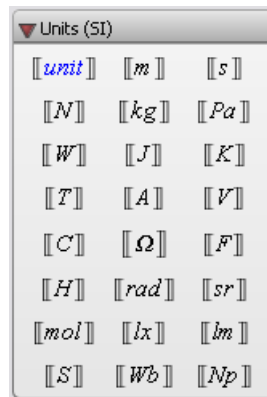 Units (SI)
⟦unit⟧ ⟦m⟧ ⟦s⟧
⟦N⟧ ⟦kg⟧ ⟦Pa⟧
⟦W⟧ ⟦J⟧ ⟦K⟧
⟦T⟧ ⟦A⟧ ⟦V⟧
⟦C⟧ ⟦Ω⟧ ⟦F⟧
⟦H⟧ ⟦rad⟧ ⟦sr⟧
⟦mol⟧ ⟦lx⟧ ⟦lm⟧
⟦S⟧ ⟦Wb⟧ ⟦Np⟧